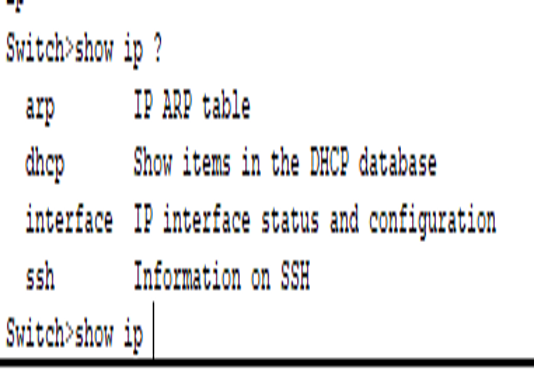 Switch>show ip ?
arp IP ARP table
dhcp Show items in the DHCP database
interface IP interface status and configuration
ssh Information on SSH
Switch>show ip